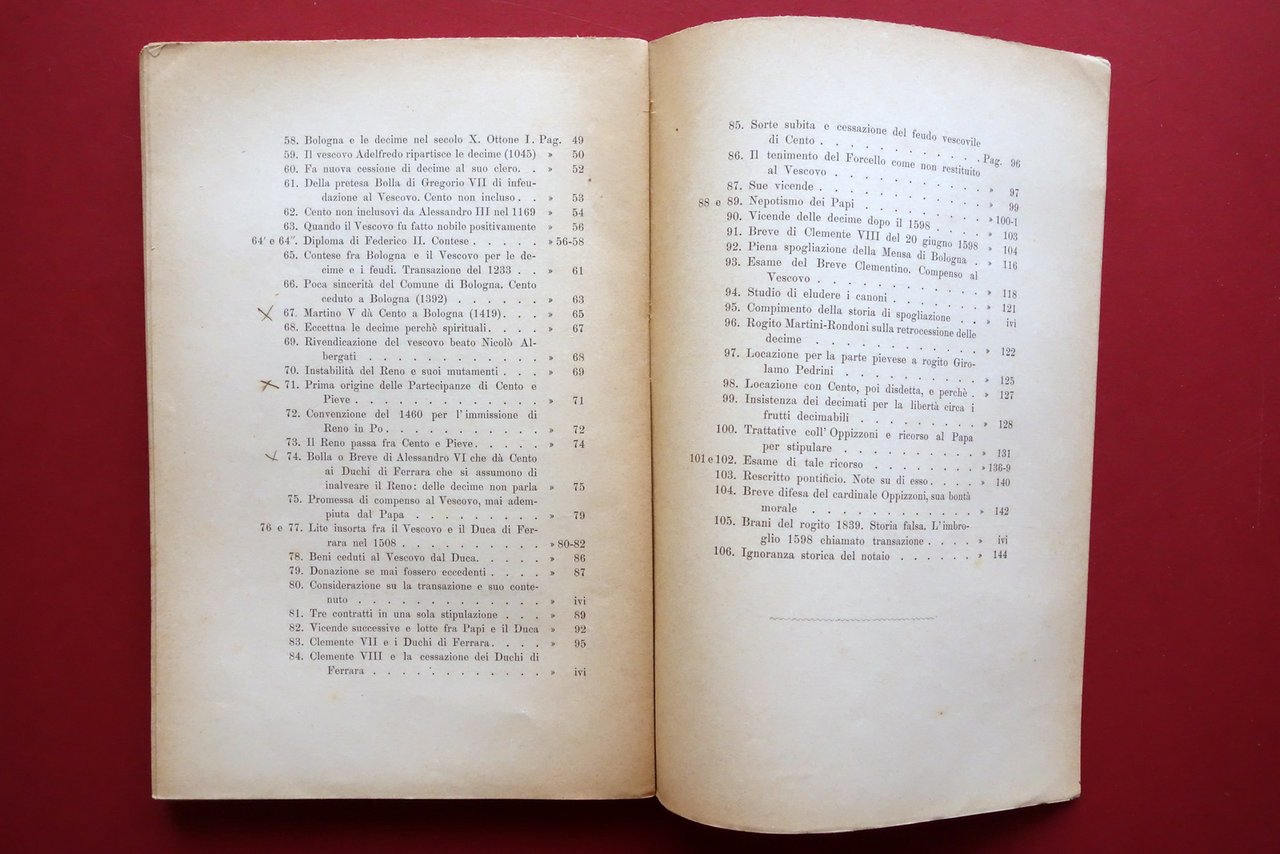 58. Bologna e le decime nel secolo X. Ottone I. Pag. 49
59. Il vescovo Adelfredo ripartisce le decime (1045) » 50
60. Fa nuova cessione di decime al suo clero. . » 52
61. Della pretesa Bolla di Gregorio VII di infeu-
dazione al Vescovo. Cento non incluso . . » 53
62. Cento non inclusovi da Alessandro III nel 1169 » 54
63. Quando il Vescovo fu fatto nobile positivamente » 56
64' e 64''. Diploma di Federico II. Contese . . . . . » 56-58
65. Contese fra Bologna e il Vescovo per le de-
cime e i feudi. Transazione del 1233 . . » 61
66. Poca sincerità del Comune di Bologna. Cento
ceduto a Bologna (1392) . . . . . . » 63
67. Martino V dà Cento a Bologna (1419). . . » 65
68. Eccettua le decime perchè spirituali. . . . » 67
69. Rivendicazione del vescovo beato Nicolò Al-
bergati . . . . . . . . . . . . » 68
70. Instabilità del Reno e suoi mutamenti . . . » 69
71. Prima origine delle Partecipanze di Cento e
Pieve . . . . . . . . . . . . . » 71
72. Convenzione del 1460 per l'immissione di
Reno in Po. . . . . . . . . . . » 72
73. Il Reno passa fra Cento e Pieve. . . . . » 74
74. Bolla o Breve di Alessandro VI che dà Cento
ai Duchi di Ferrara che si assumono di
inalveare il Reno: delle decime non parla » 75
75. Promessa di compenso al Vescovo, mai adem-
piuta dal Papa . . . . . . . . . » 79
76 e 77. Lite insorta fra il Vescovo e il Duca di Fer-
rara nel 1508 . . . . . . . . . . » 80-82
78. Beni ceduti al Vescovo dal Duca. . . . . » 86
79. Donazione se mai fossero eccedenti . . . . » 87
80. Considerazione su la transazione e suo conte-
nuto . . . . . . . . . . . . . » ivi
81. Tre contratti in una sola stipulazione . . . » 89
82. Vicende successive e lotte fra Papi e il Duca » 92
83. Clemente VII e i Duchi di Ferrara. . . . » 95
84. Clemente VIII e la cessazione dei Duchi di
Ferrara . . . . . . . . . . . . » ivi
85. Sorte subita e cessazione del feudo vescovile
di Cento . . . . . . . . . . . Pag. 96
86. Il tenimento del Forcello come non restituito
al Vescovo . . . . . . . . . . . » 97
87. Sue vicende . . . . . . . . . . . » 99
88 e 89. Nepotismo dei Papi . . . . . . . . » 100-1
90. Vicende delle decime dopo il 1598 . . . . » 103
91. Breve di Clemente VIII del 20 giugno 1598 » 104
92. Piena spogliazione della Mensa di Bologna . » 116
93. Esame del Breve Clementino. Compenso al
Vescovo . . . . . . . . . . . . » 118
94. Studio di eludere i canoni . . . . . . . » 121
95. Compimento della storia di spogliazione . . » ivi
96. Rogito Martini-Rondoni sulla retrocessione delle
decime . . . . . . . . . . . . » 122
97. Locazione per la parte pievese a rogito Giro-
lamo Pedrini . . . . . . . . . . » 125
98. Locazione con Cento, poi disdetta, e perchè . » 127
99. Insistenza dei decimati per la libertà circa i
frutti decimabili . . . . . . . . . » 128
100. Trattative coll' Oppizzoni e ricorso al Papa
per stipulare . . . . . . . . . . » 131
101 e 102. Esame di tale ricorso . . . . . . . » 136-9
103. Rescritto pontificio. Note su di esso. . . . » 140
104. Breve difesa del cardinale Oppizzoni, sua bontà
morale . . . . . . . . . . . . » 142
105. Brani del rogito 1839. Storia falsa. L'imbro-
glio 1598 chiamato transazione . . . . » ivi
106. Ignoranza storica del notaio . . . . . . » 144